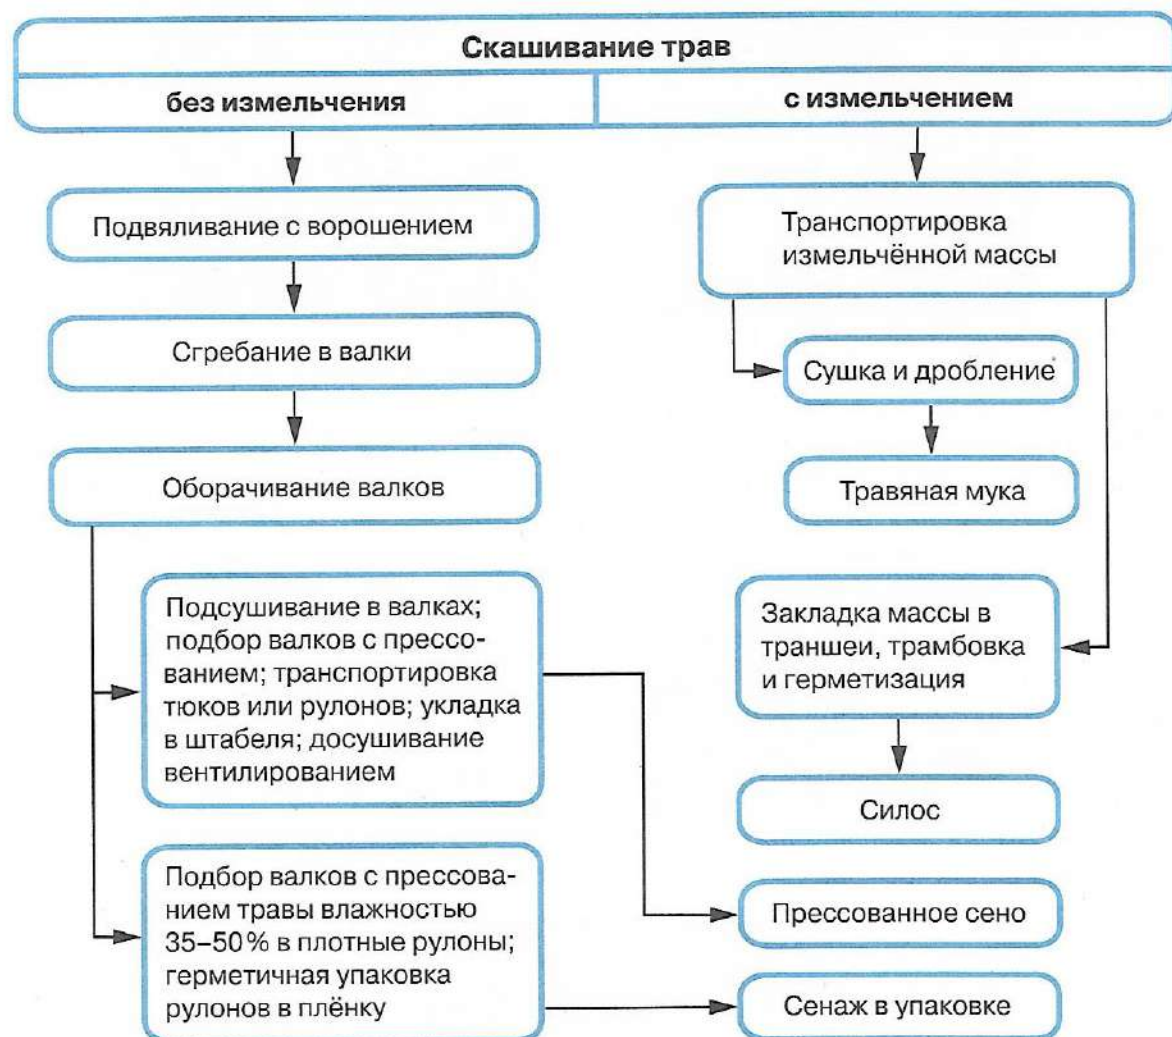 Скашивание трав
без измельчения
с измельчением
Подвяливание с ворошением
Сгребание в валки
Оборачивание валков
Подсушивание в валках;
подбор валков с прессо-
ванием; транспортировка
тюков или рулонов; укладка
в штабеля; досушивание
вентилированием
Подбор валков с прессова-
нием травы влажностью
35–50% в плотные рулоны;
герметичная упаковка
рулонов в плёнку
Транспортировка
измельчённой массы
Сушка и дробление
Травяная мука
Закладка массы в
траншеи, трамбовка
и герметизация
Силос
Прессованное сено
Сенаж в упаковке